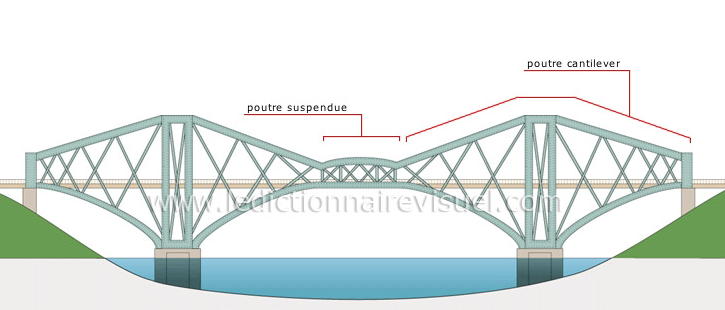 poutre cantilever
poutre suspendue
www.ledictionnairevisuel.com